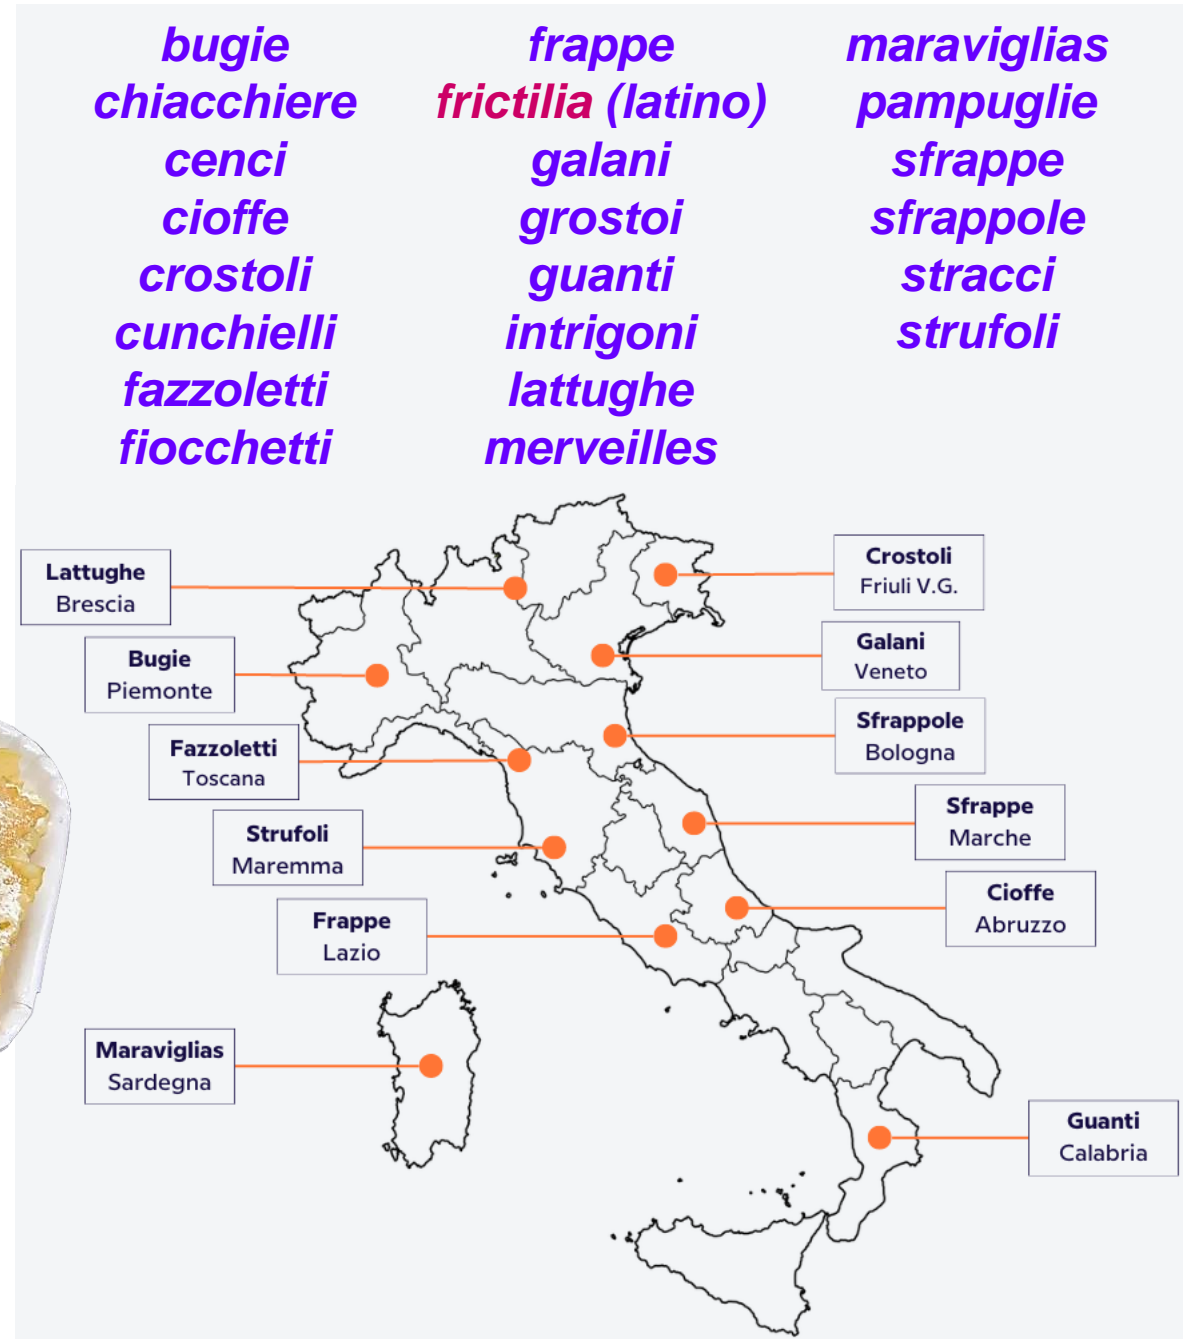 bugie
chiacchiere
cenci
cioffe
crostoli
cunchielli
fazzoletti
fiocchetti
frappe
frictilia (latino)
galani
grostoi
guanti
intrigoni
lattughe
merveilles
maraviglias
pampuglie
sfrappe
sfrappole
stracci
strufoli
Lattughe
Brescia
Bugie
Piemonte
Fazzoletti
Toscana
Strufoli
Maremma
Frappe
Lazio
Maraviglias
Sardegna
Crostoli
Friuli V.G.
Galani
Veneto
Sfrappole
Bologna
Sfrappe
Marche
Cioffe
Abruzzo
Guanti
Calabria